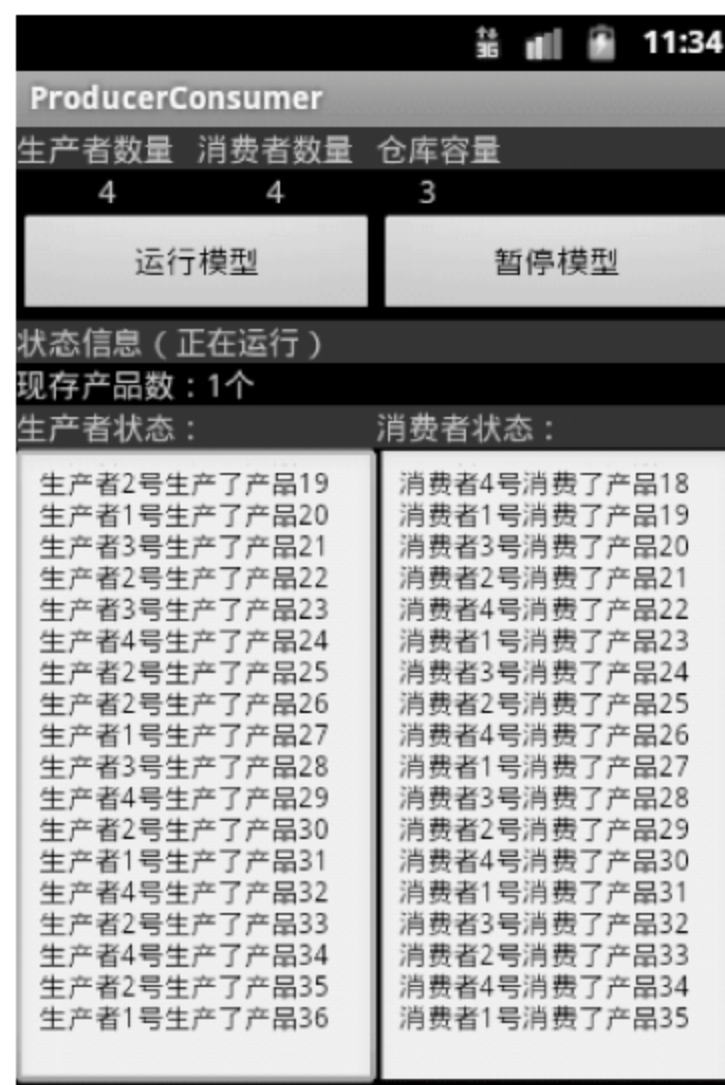 3G 11:34
ProducerConsumer
生产者数量 消费者数量 仓库容量
4 4 3
运行模型 暂停模型
状态信息（正在运行）
现存产品数：1个
生产者状态： 消费者状态：
生产者2号生产了产品19 消费者4号消费了产品18
生产者1号生产了产品20 消费者1号消费了产品19
生产者3号生产了产品21 消费者3号消费了产品20
生产者2号生产了产品22 消费者2号消费了产品21
生产者3号生产了产品23 消费者4号消费了产品22
生产者4号生产了产品24 消费者1号消费了产品23
生产者2号生产了产品25 消费者3号消费了产品24
生产者2号生产了产品26 消费者2号消费了产品25
生产者1号生产了产品27 消费者4号消费了产品26
生产者3号生产了产品28 消费者1号消费了产品27
生产者4号生产了产品29 消费者3号消费了产品28
生产者2号生产了产品30 消费者2号消费了产品29
生产者1号生产了产品31 消费者4号消费了产品30
生产者4号生产了产品32 消费者1号消费了产品31
生产者2号生产了产品33 消费者3号消费了产品32
生产者4号生产了产品34 消费者2号消费了产品33
生产者2号生产了产品35 消费者4号消费了产品34
生产者1号生产了产品36 消费者1号消费了产品35